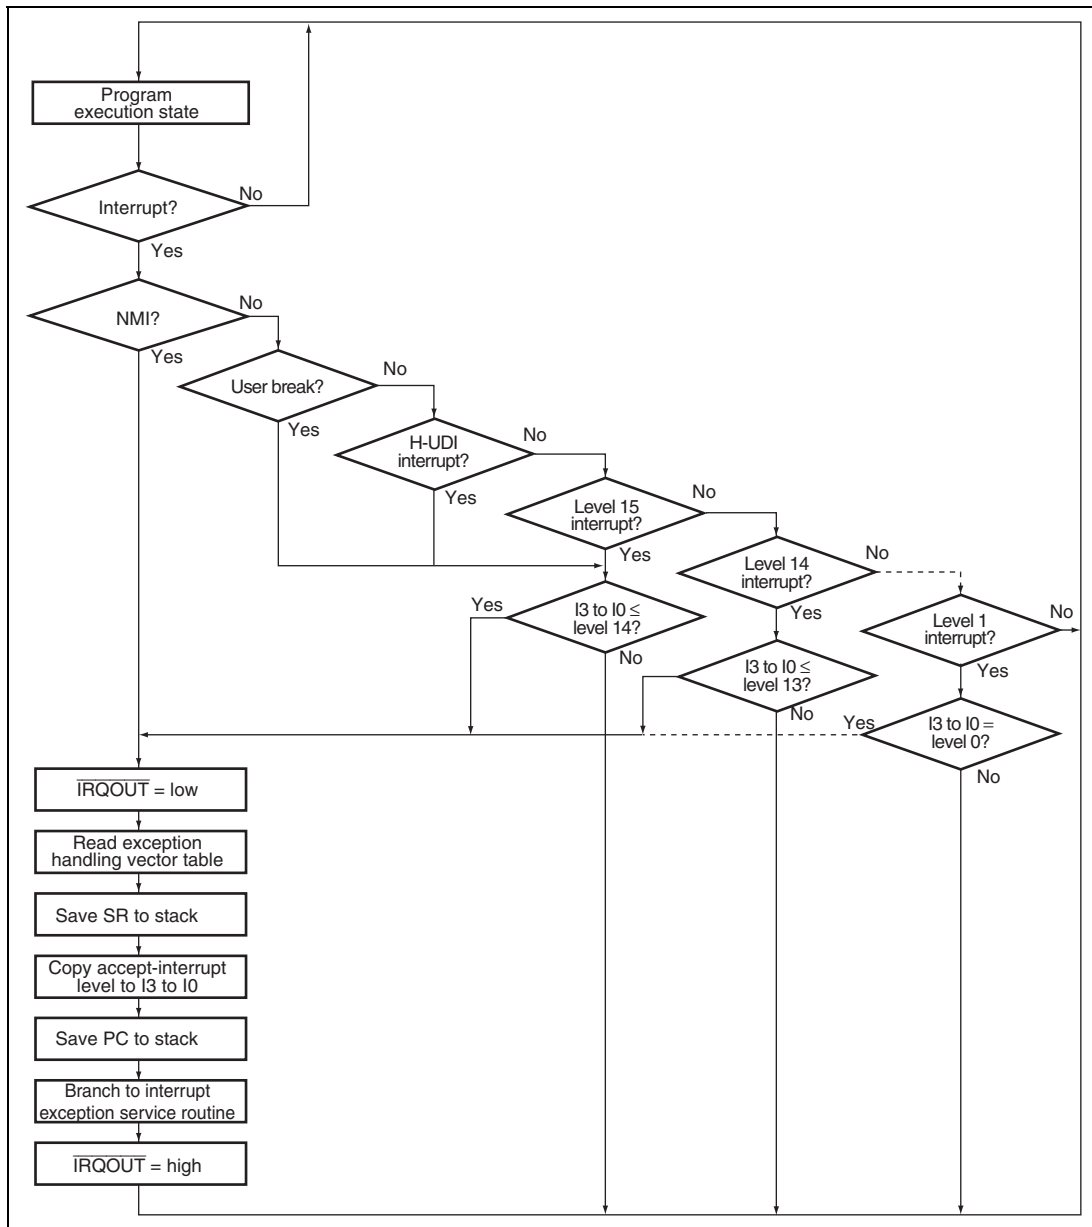 Program
execution state
Interrupt?
No
Yes
NMI?
No
Yes
User break?
No
Yes
H-UDI
interrupt?
No
Yes
Level 15
interrupt?
No
Yes
Level 14
interrupt?
No
Yes
Level 1
interrupt?
No
Yes
I3 to I0 ≤
level 14?
Yes
No
I3 to I0 ≤
level 13?
No
Yes
I3 to I0 =
level 0?
No
IRQOUT = low
Read exception
handling vector table
Save SR to stack
Copy accept-interrupt
level to I3 to I0
Save PC to stack
Branch to interrupt
exception service routine
IRQOUT = high